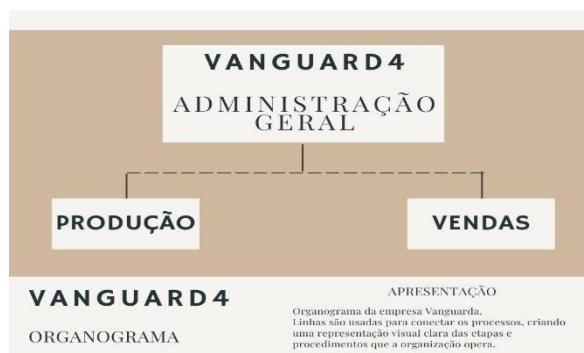 VANGUARD4
ADMINISTRAÇÃO
GERAL
PRODUÇÃO
VENDAS
VANGUARD4
ORGANOGRAMA
APRESENTAÇÃO
Organograma da empresa Vanguarda.
Linhas são usadas para conectar os processos, criando
uma representação visual clara das etapas e
procedimentos que a organização opera.